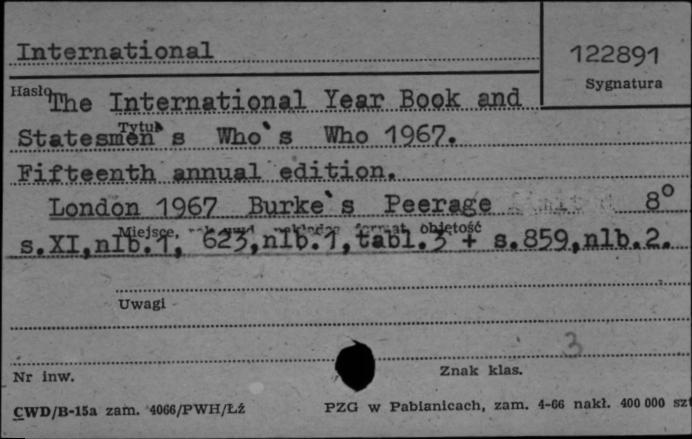 International
122891
Sygnatura
Hasło
The International Year Book and
Tytuł
Statesmen`s Who`s Who 1967.
Fifteenth annual edition.
London 1967 Burke`s Peerage 8°
Miejsce, format, objętość
s.XI,nlb.1, 623,nlb.1,tabl.3 + s.859,nlb.2.
Uwagi
3
Nr inw.
Znak klas.
CWD/B-15a zam. 4066/PWH/Łź
PZG w Pabianicach, zam. 4-66 nakł. 400 000 szt